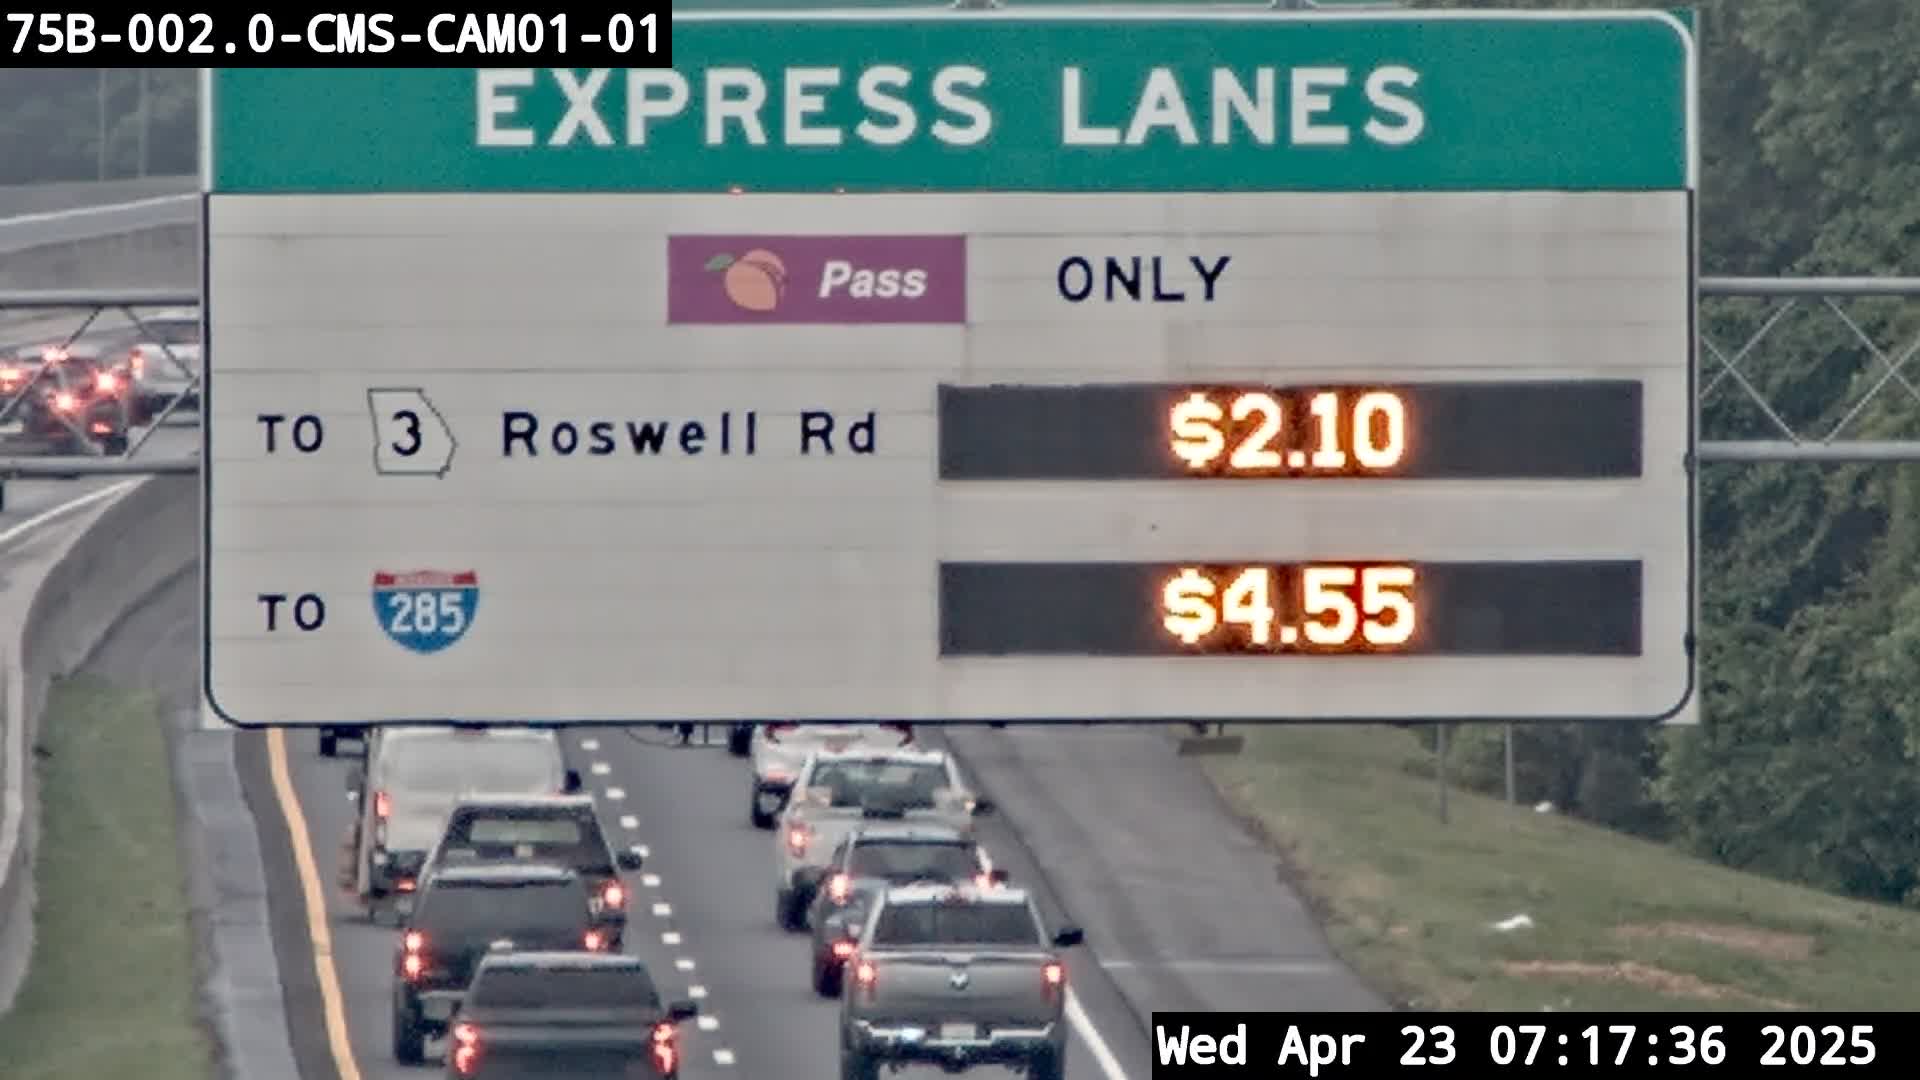 75B-002.0-CMS-CAM01-01
EXPRESS LANES
Pass ONLY
TO 3 Roswell Rd $2.10
TO 285 $4.55
Wed Apr 23 07:17:36 2025